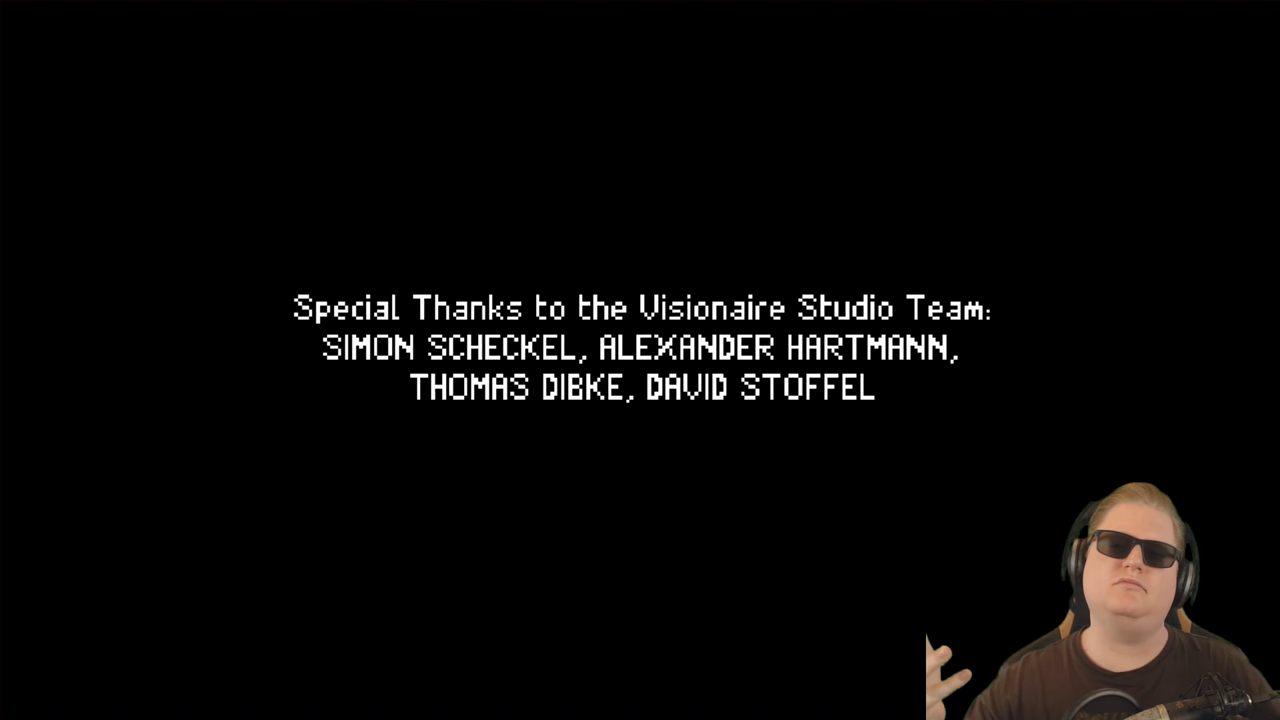 Special Thanks to the Visionaire Studio Team:
SIMON SCHECKEL, ALEXANDER HARTMANN,
THOMAS DIBKE, DAVID STOFFEL